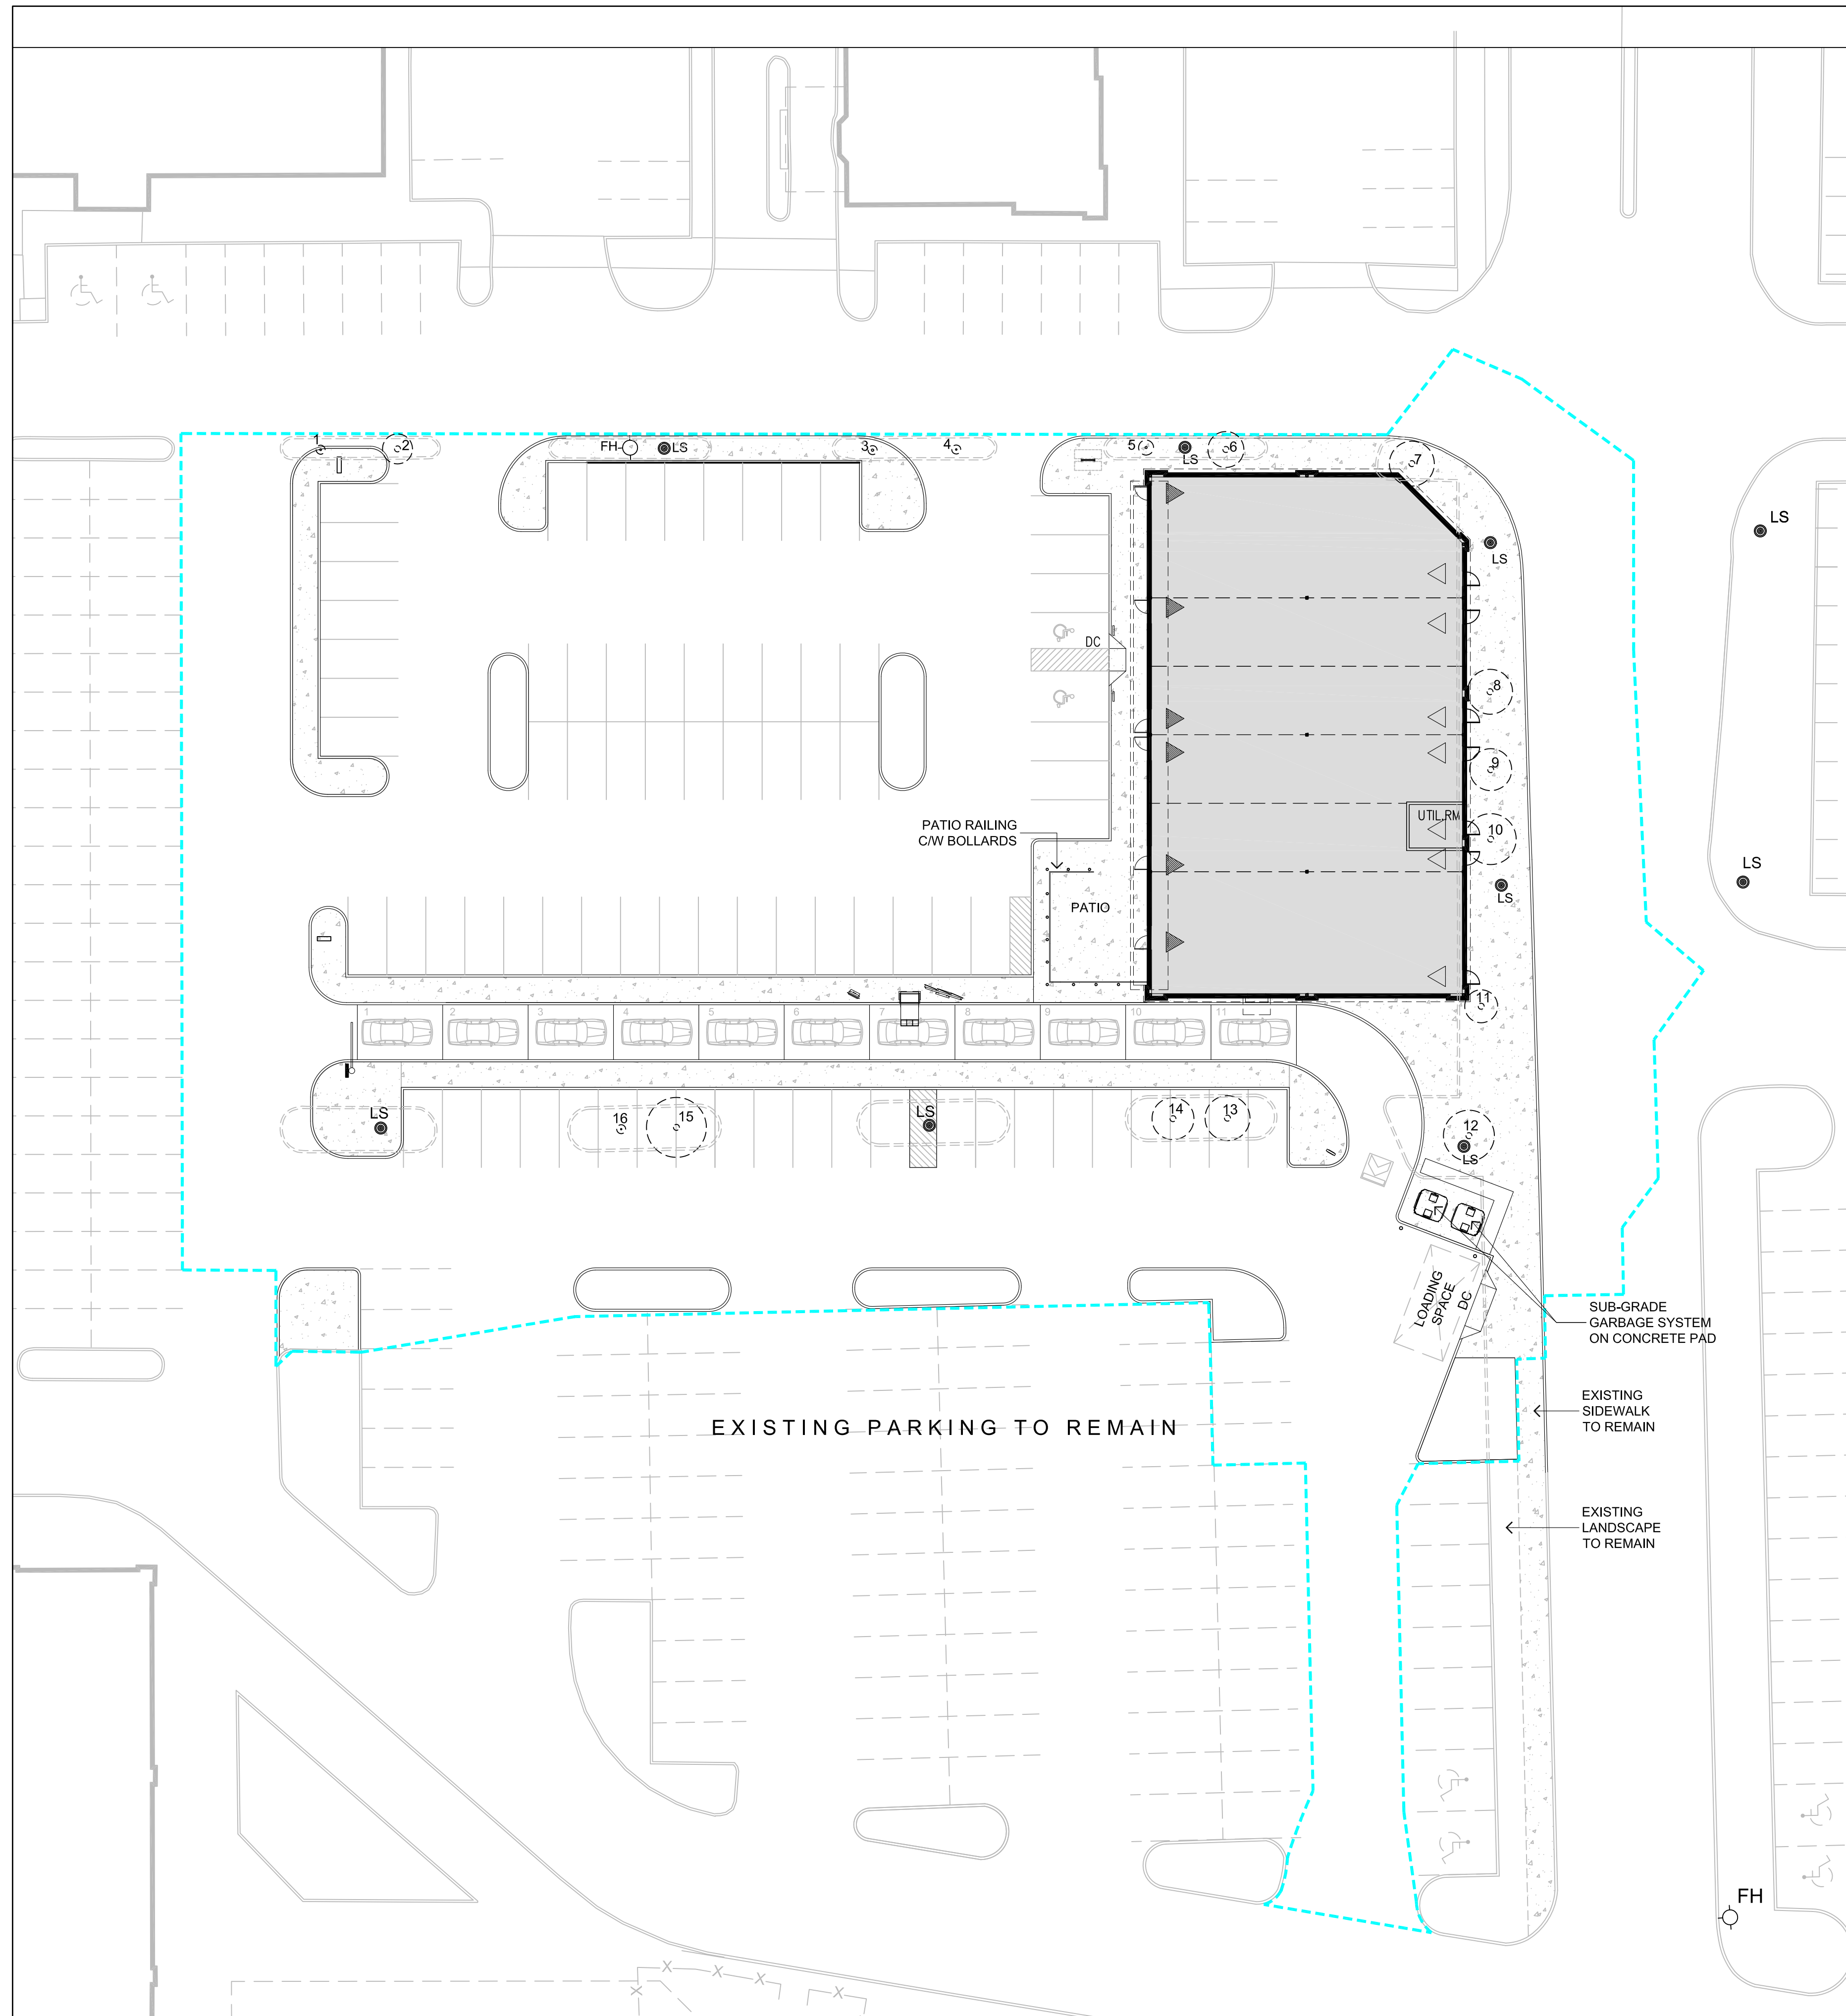 1
2
FH
LS
3
4
5
LS
6
7
LS
LS
LS
DC
8
9
UTIL.RM
10
PATIO RAILING
C/W BOLLARDS
LS
LS
PATIO
11
1
2
3
4
5
6
7
8
9
10
11
LS
16
15
LS
14
13
12
LS
LOADING
SPACE
DC
SUB-GRADE
GARBAGE SYSTEM
ON CONCRETE PAD
EXISTING
SIDEWALK
TO REMAIN
EXISTING PARKING TO REMAIN
EXISTING
LANDSCAPE
TO REMAIN
FH
X
X
X
X
X